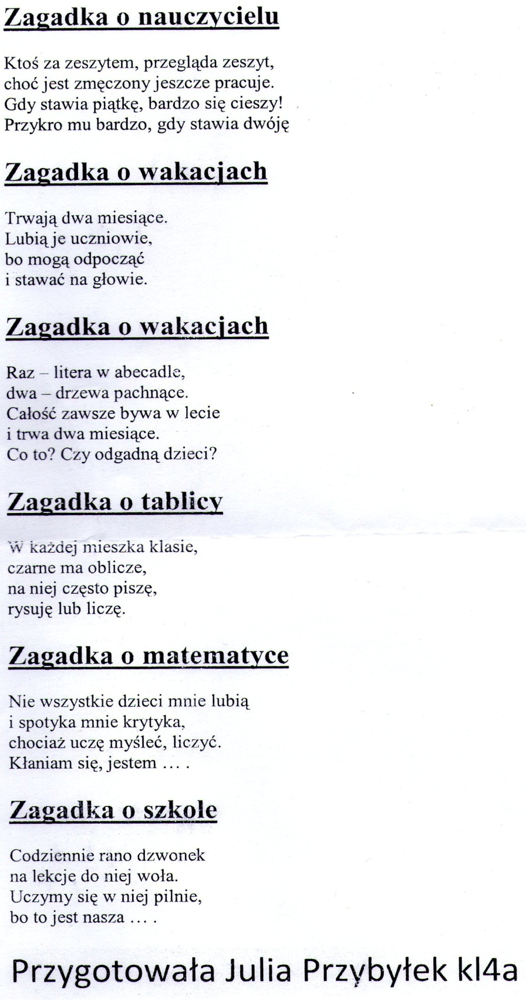 Zagadka o nauczycielu
Ktoś za zeszytem, przegląda zeszyt,
choć jest zmęczony jeszcze pracuje.
Gdy stawia piątkę, bardzo się cieszy!
Przykro mu bardzo, gdy stawia dwóję
Zagadka o wakacjach
Trwają dwa miesiące.
Lubią je uczniowie,
bo mogą odpocząć
i stawać na głowie.
Zagadka o wakacjach
Raz – litera w abecadle,
dwa – drzewa pachnące.
Całość zawsze bywa w lecie
i trwa dwa miesiące.
Co to? Czy odgadną dzieci?
Zagadka o tablicy
W każdej mieszka klasie,
czarne ma oblicze,
na niej często piszę,
rysuję lub liczę.
Zagadka o matematyce
Nie wszystkie dzieci mnie lubią
i spotyka mnie krytyka,
chociaż uczę myśleć, liczyć.
Kłaniam się, jestem ... .
Zagadka o szkole
Codziennie rano dzwonek
na lekcje do niej woła.
Uczymy się w niej pilnie,
bo to jest nasza ... .
Przygotowała Julia Przybyłek kl4a